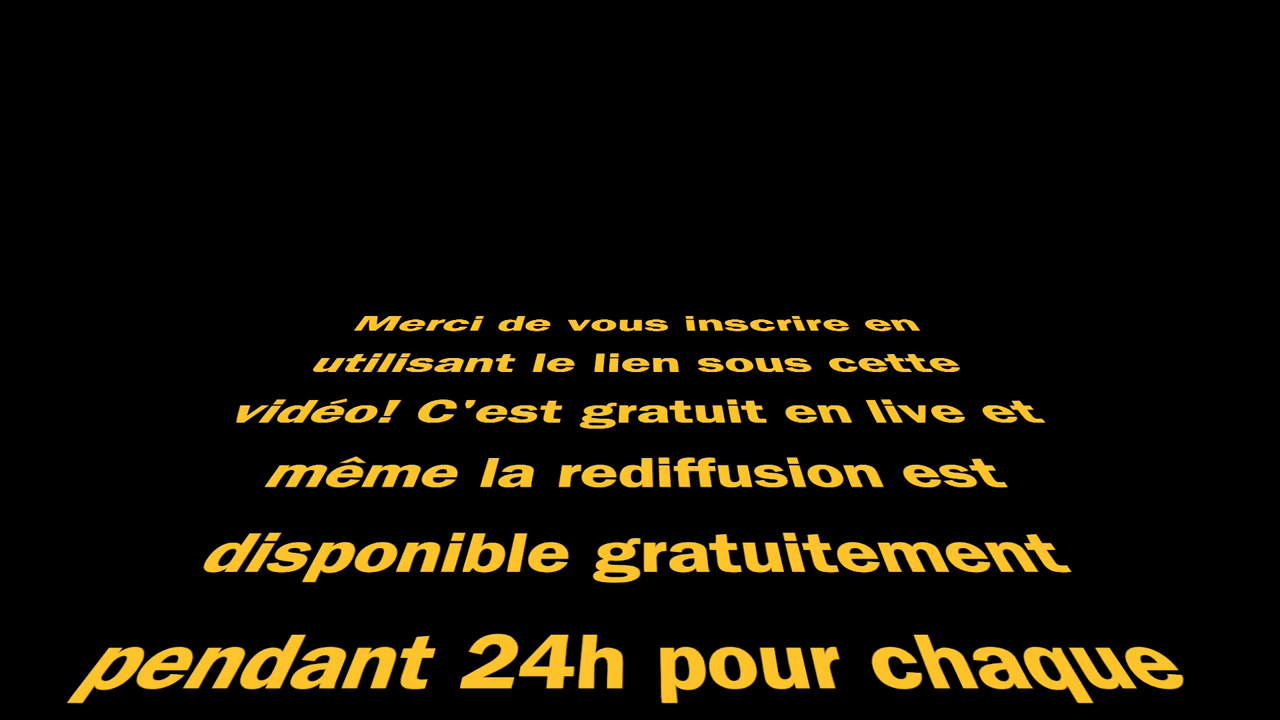 Merci de vous inscrire en
utilisant le lien sous cette
vidéo! C'est gratuit en live et
même la rediffusion est
disponible gratuitement
pendant 24h pour chaque